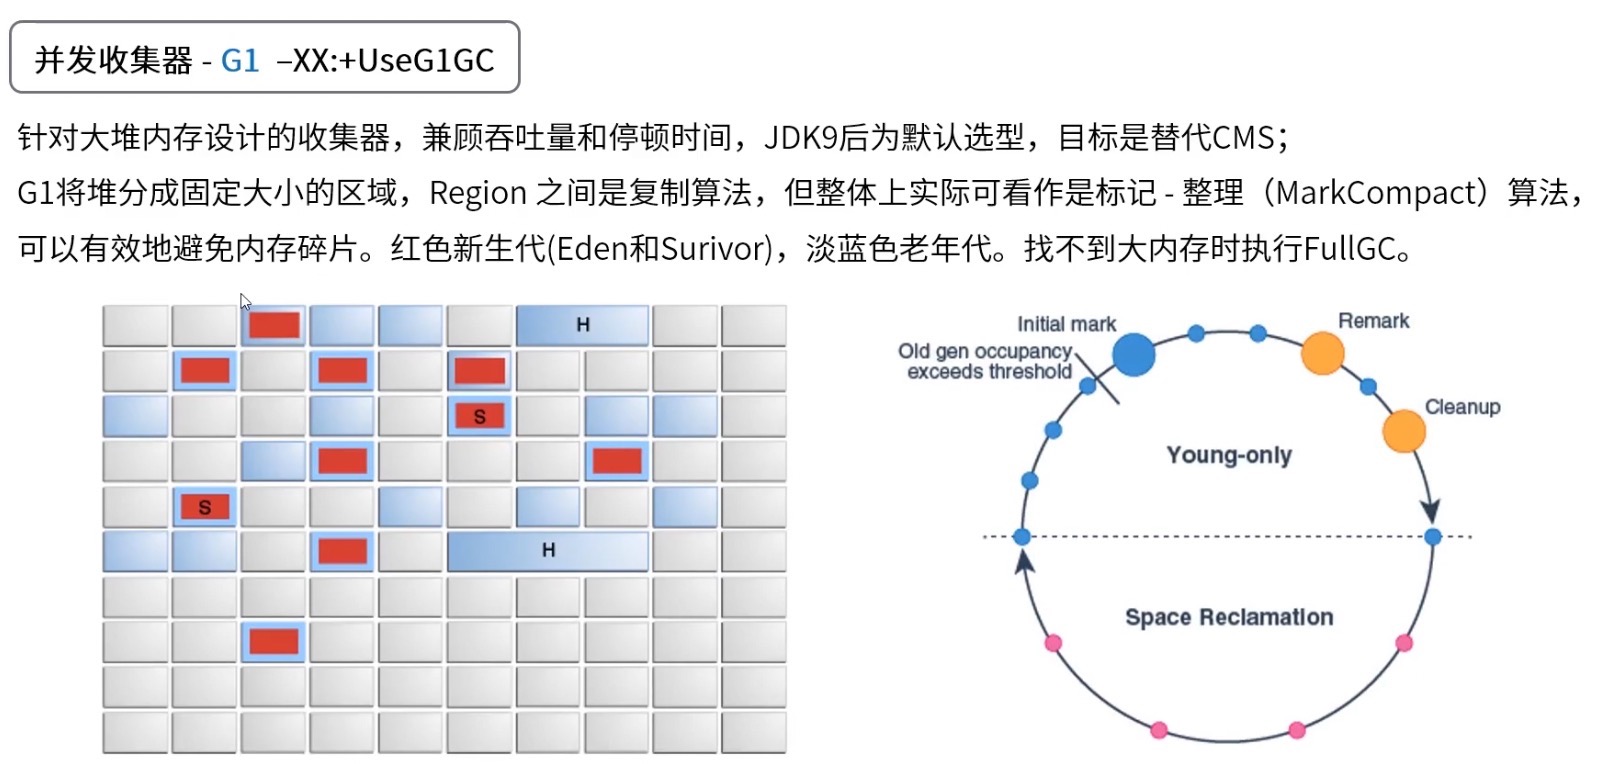 并发收集器 - G1 –XX:+UseG1GC
针对大堆内存设计的收集器，兼顾吞吐量和停顿时间，JDK9后为默认选型，目标是替代CMS；
G1将堆分成固定大小的区域，Region 之间是复制算法，但整体上实际可看作是标记 - 整理（MarkCompact）算法，
可以有效地避免内存碎片。红色新生代(Eden和Surivor)，淡蓝色老年代。找不到大内存时执行FullGC。
H
S
S
H
Initial mark
Remark
Old gen occupancy
exceeds threshold
Cleanup
Young-only
Space Reclamation